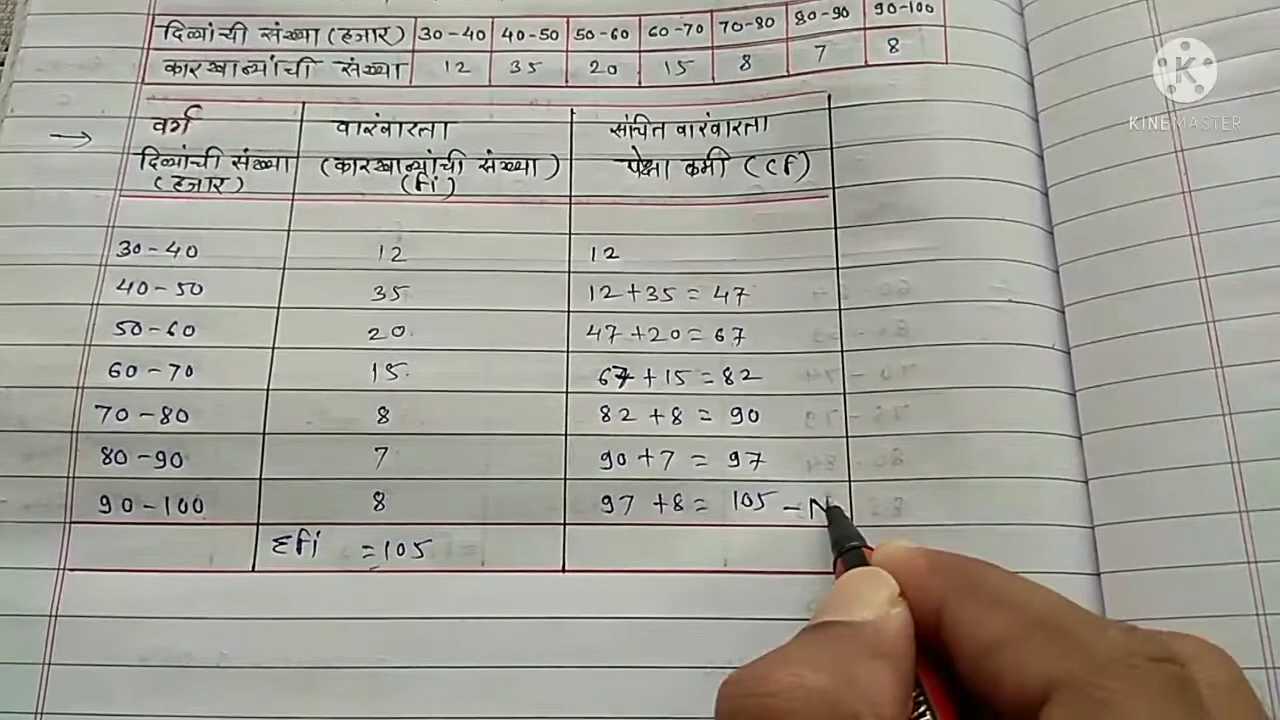 दिव्यांची संख्या (हजार) 30-40 40-50 50-60 60-70 70-80 80-90 90-100
कारखान्यांची संख्या 12 35 20 15 8 7 8
K
KINEMASTER
→ वर्ग वारंवारता संचित वारंवारता
दिव्यांची संख्या (कारखान्यांची संख्या) पेक्षा कमी (cf)
(हजार) (fi)
30-40 12 12
40-50 35 12+35=47
50-60 20 47+20=67
60-70 15 67+15=82
70-80 8 82+8=90
80-90 7 90+7=97
90-100 8 97+8=105-N
Σfi =105